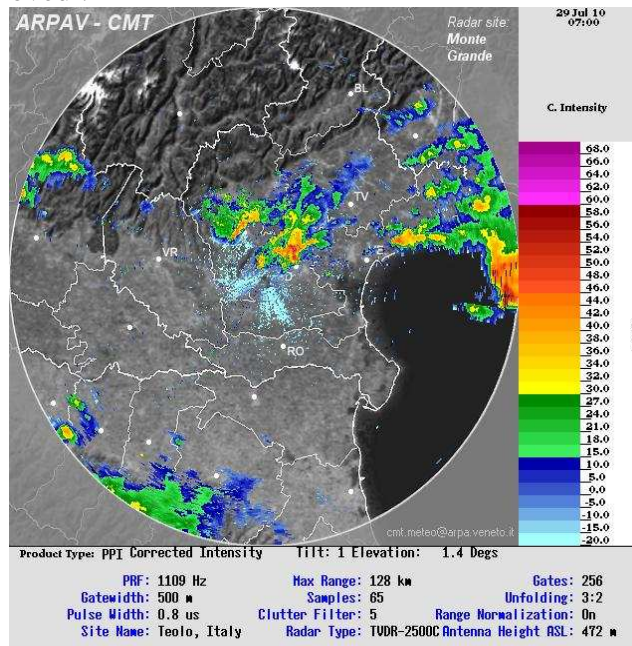 ARPAV - CMT
Radar site:
Monte
Grande
29 Jul 10
07:00
C. Intensity
BL
TV
VR
RO
68.0
66.0
64.0
62.0
60.0
58.0
56.0
54.0
52.0
50.0
48.0
46.0
44.0
42.0
40.0
38.0
36.0
34.0
32.0
30.0
27.0
24.0
21.0
18.0
15.0
10.0
5.0
0.0
-5.0
-10.0
-15.0
-20.0
cmt.meteo@arpa.veneto.it
Product Type: PPI Corrected Intensity Tilt: 1 Elevation: 1.4 Degs
PRF: 1109 Hz Max Range: 128 km Gates: 256
Gatewidth: 500 m Samples: 65 Unfolding: 3:2
Pulse Width: 0.8 us Clutter Filter: 5 Range Normalization: On
Site Name: Teolo, Italy Radar Type: TVDR-2500C Antenna Height ASL: 472 m